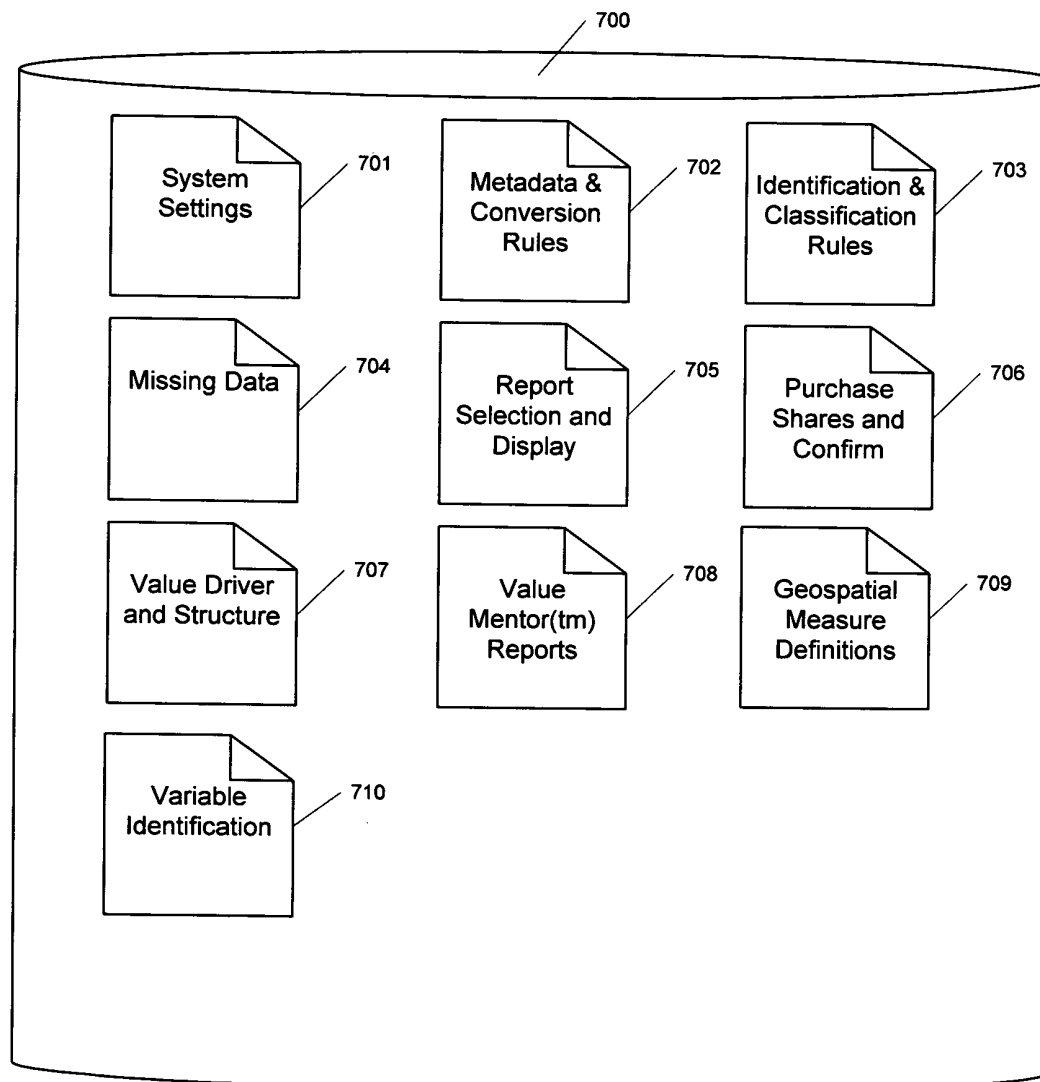 700
System
Settings
701
Metadata &
Conversion
Rules
702
Identification &
Classification
Rules
703
Missing Data
704
Report
Selection and
Display
705
Purchase
Shares and
Confirm
706
Value Driver
and Structure
707
Value
Mentor(tm)
Reports
708
Geospatial
Measure
Definitions
709
Variable
Identification
710